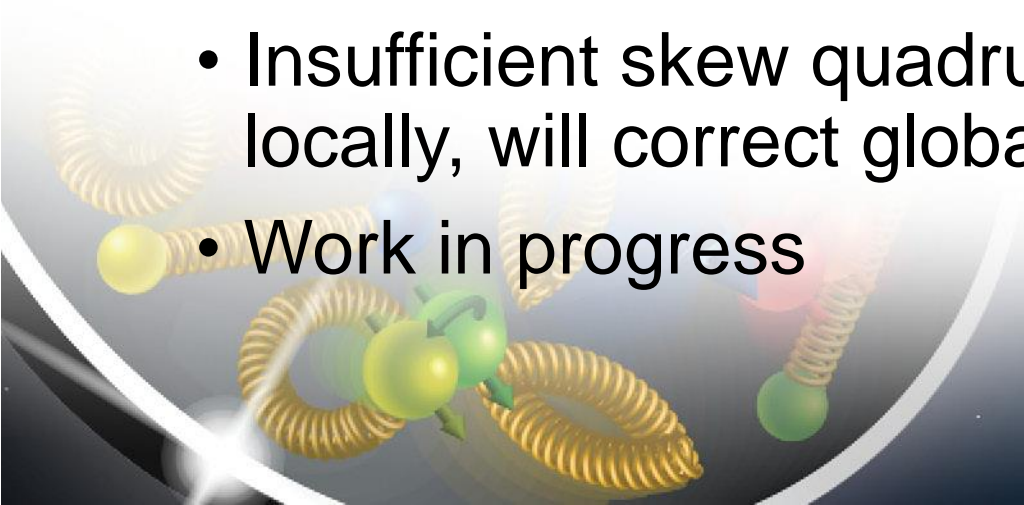 • Insufficient skew quadru
locally, will correct globa
• Work in progress